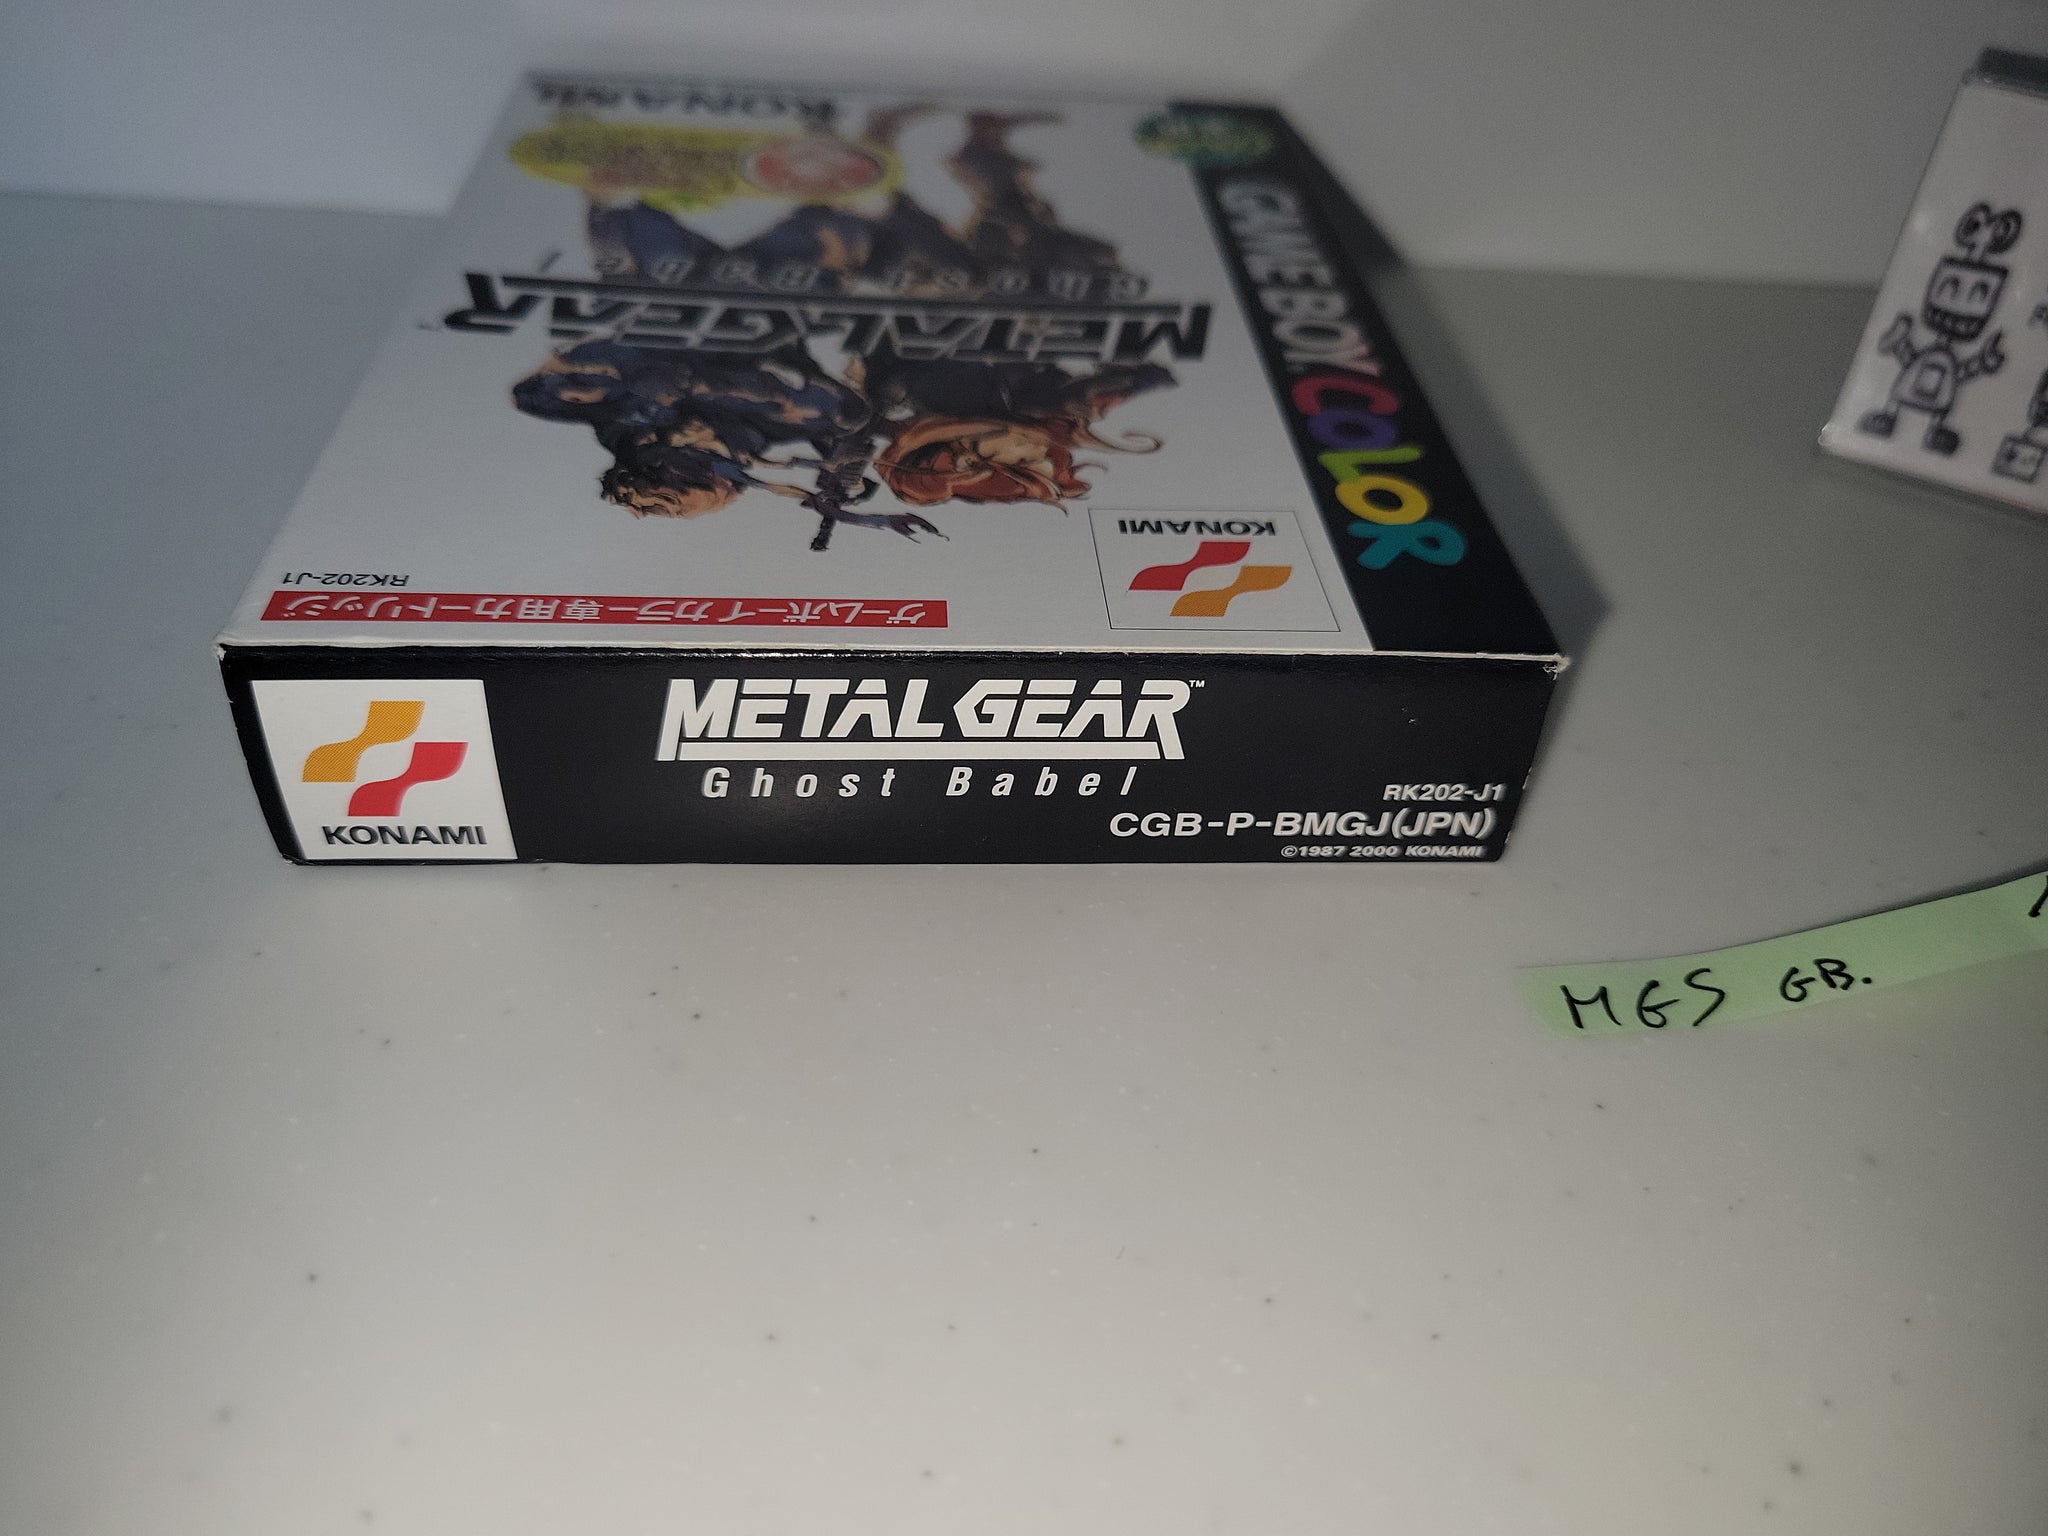 KONAMI
METAL GEAR
Ghost Babel
GAME BOY COLOR
KONAMI
RK202-J1
ゲームボーイカラー専用カートリッジ
METAL GEAR™
Ghost Babel
KONAMI
RK202-J1
CGB-P-BMGJ(JPN)
©1987 2000 KONAMI
MGS GB.